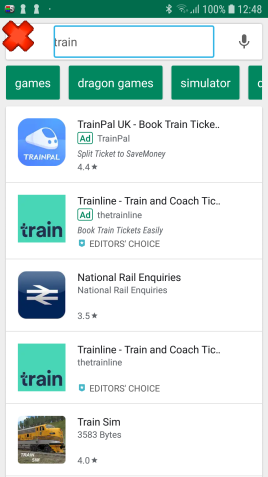 100% 12:48
train
games
dragon games
simulator
TRAINPAL
TrainPal UK - Book Train Ticke..
Ad TrainPal
Split Ticket to SaveMoney
4.4
train
Trainline - Train and Coach Tic..
Ad thetrainline
Book Train Tickets Easily
EDITORS' CHOICE
National Rail Enquiries
National Rail Enquiries
3.5
train
Trainline - Train and Coach Tic..
thetrainline
EDITORS' CHOICE
TRAIN SIM
Train Sim
3583 Bytes
4.0